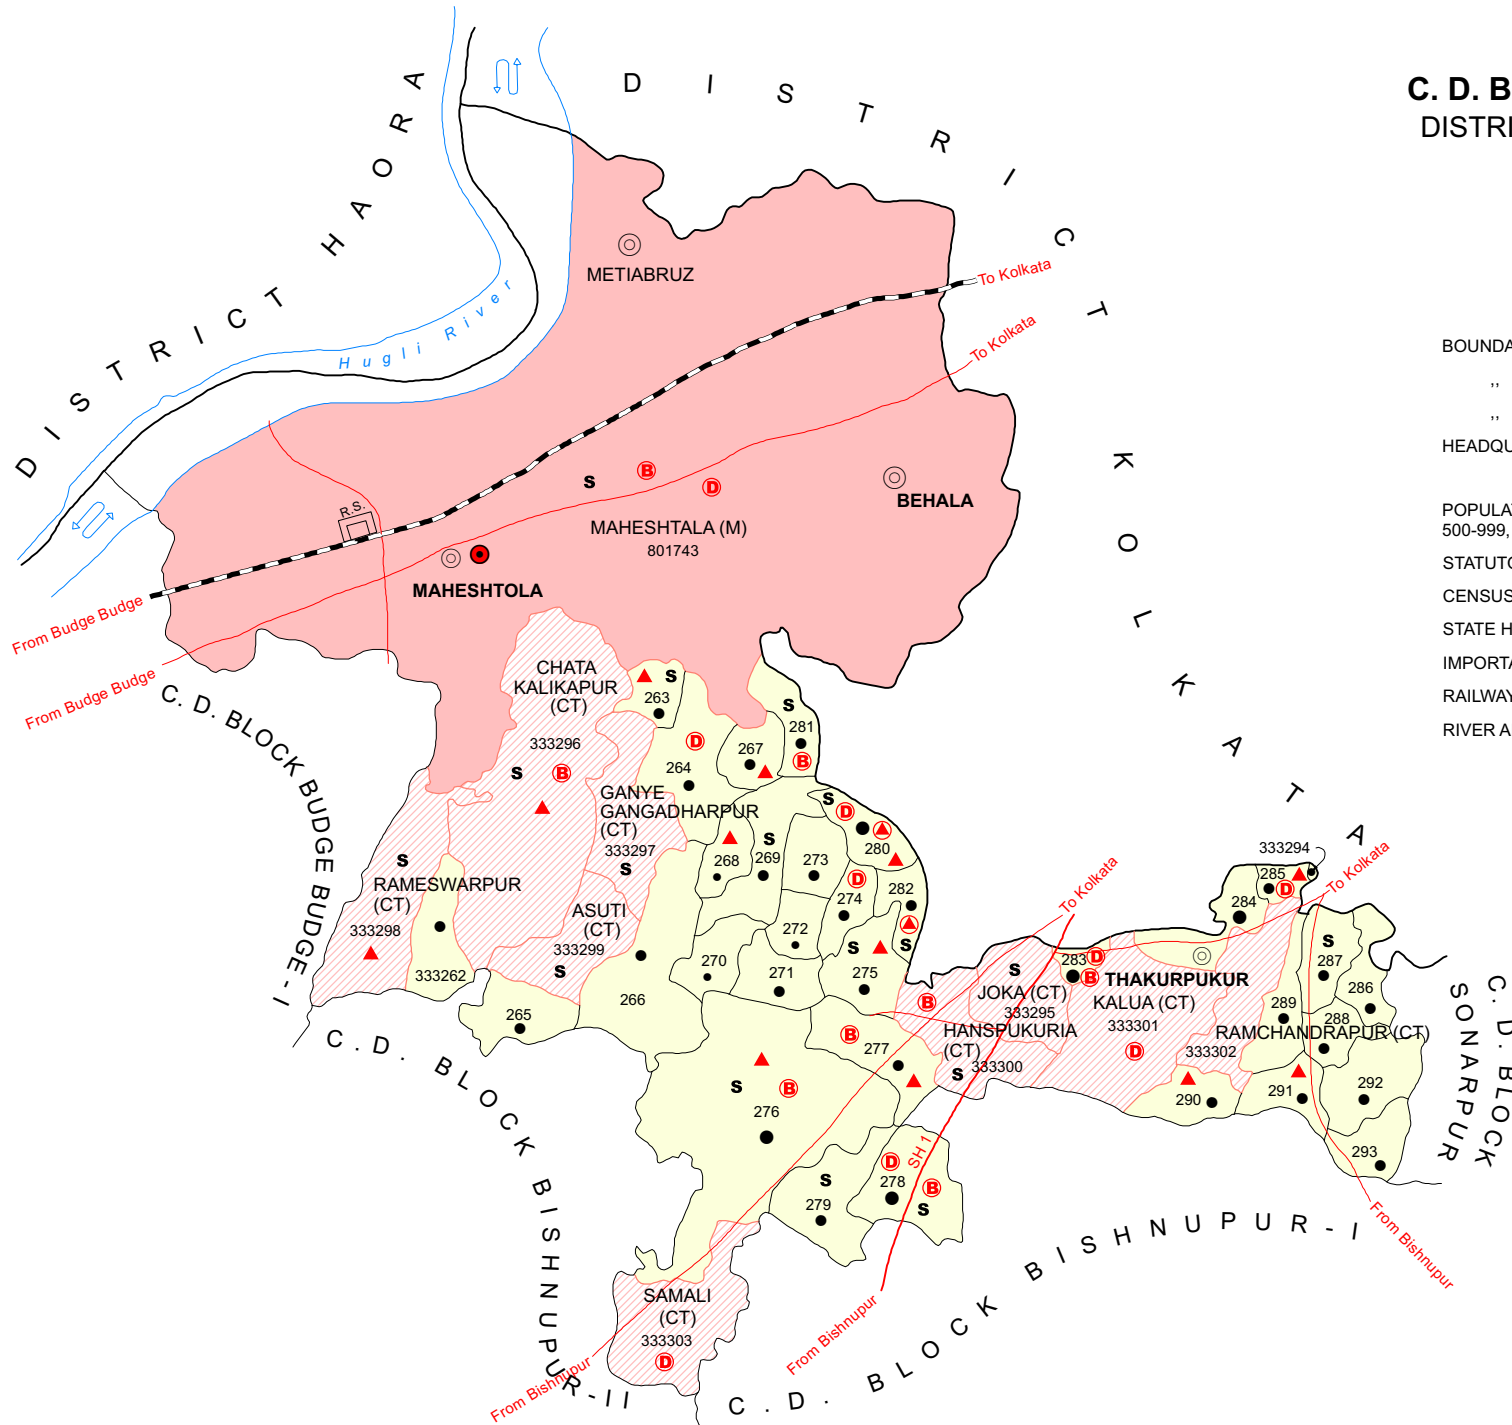 DISTRICT HAORA
DISTRICT KOLKATA
C. D. B
DISTRI
METIABRUZ
To Kolkata
To Kolkata
Hugli River
BOUNDA
,,
,,
HEADQU
POPULAT
500-999,
STATUTO
CENSUS
STATE H
IMPORTA
RAILWAY
RIVER A
S
B
D
BEHALA
R.S.
MAHESHTALA (M)
801743
MAHESHTOLA
From Budge Budge
From Budge Budge
C. D. BLOCK BUDGE BUDGE-I
CHATA
KALIKAPUR
(CT)
333296
S
B
S
263
D
264
267
S
281
B
GANYE
GANGADHARPUR
(CT)
333297
S
268
S
269
273
S
D
280
D
274
282
S
S
RAMESWARPUR
(CT)
333298
333262
ASUTI
(CT)
333299
S
265
266
270
271
272
S
275
To Kolkata
333294
To Kolkata
285
D
284
283
D
B
THAKURPUKUR
KALUA (CT)
333301
D
S
JOKA (CT)
333295
B
HANSPUKURIA
(CT)
333300
S
S
287
286
289
288
RAMCHANDRAPUR (CT)
333302
290
291
292
293
C. D. BLOCK
SONARPUR
B
277
S
B
276
S
279
D
278
SH 1
B
S
SAMALI
(CT)
333303
D
From Bishnupur
From Bishnupur
From Bishnupur
C. D. BLOCK BISHNUPUR-II
C. D. BLOCK BISHNUPUR-I